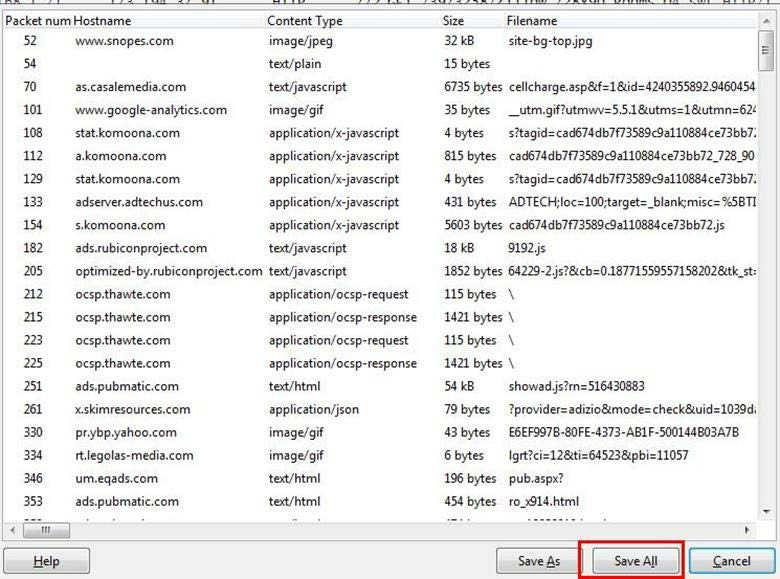 Packet num Hostname Content Type Size Filename
52 www.snopes.com image/jpeg 32 kB site-bg-top.jpg
54 text/plain 15 bytes
70 as.casalemedia.com text/javascript 6735 bytes cellcharge.asp&f=1&id=4240355892.9460454
101 www.google-analytics.com image/gif 35 bytes __utm.gif?utmwv=5.5.1&utms=1&utmn=624
108 stat.komoona.com application/x-javascript 4 bytes s?tagid=cad674db7f73589c9a110884ce73bb72
112 a.komoona.com application/x-javascript 815 bytes cad674db7f73589c9a110884ce73bb72_728_90
129 stat.komoona.com application/x-javascript 4 bytes s?tagid=cad674db7f73589c9a110884ce73bb72
133 adserver.adtechus.com application/x-javascript 431 bytes ADTECH;loc=100;target=_blank;misc=%5BTI
154 s.komoona.com application/x-javascript 5603 bytes cad674db7f73589c9a110884ce73bb72.js
182 ads.rubiconproject.com text/javascript 18 kB 9192.js
205 optimized-by.rubiconproject.com text/javascript 1852 bytes 64229-2.js?&cb=0.18771559557158202&tk_st=
212 ocsp.thawte.com application/ocsp-request 115 bytes \
215 ocsp.thawte.com application/ocsp-response 1421 bytes \
223 ocsp.thawte.com application/ocsp-request 115 bytes \
225 ocsp.thawte.com application/ocsp-response 1421 bytes \
251 ads.pubmatic.com text/html 54 kB showad.js?rn=516430883
261 x.skimresources.com application/json 79 bytes ?provider=adizio&mode=check&uid=1039da
330 pr.ybp.yahoo.com image/gif 43 bytes E6EF997B-80FE-4373-AB1F-500144B03A7B
334 rt.legolas-media.com image/gif 6 bytes lgrt?ci=12&ti=64523&pbi=11057
346 um.eqads.com text/html 196 bytes pub.aspx?
353 ads.pubmatic.com text/html 454 bytes ro_x914.html
Help Save As Save All Cancel